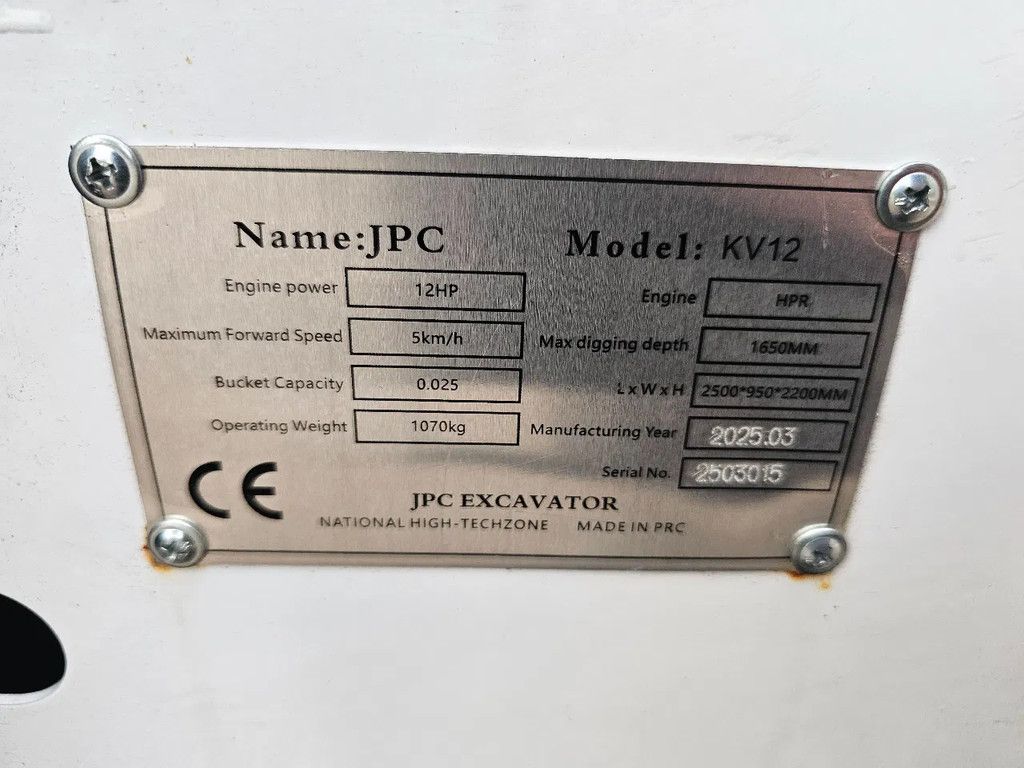 Name:JPC Model: KV12
Engine power 12HP Engine HPR
Maximum Forward Speed 5km/h Max digging depth 1650MM
Bucket Capacity 0.025 LxWxH 2500*950*2200MM
Operating Weight 1070kg Manufacturing Year 2025.03
Serial No. 2503015
CE
JPC EXCAVATOR
NATIONAL HIGH-TECHZONE MADE IN PRC